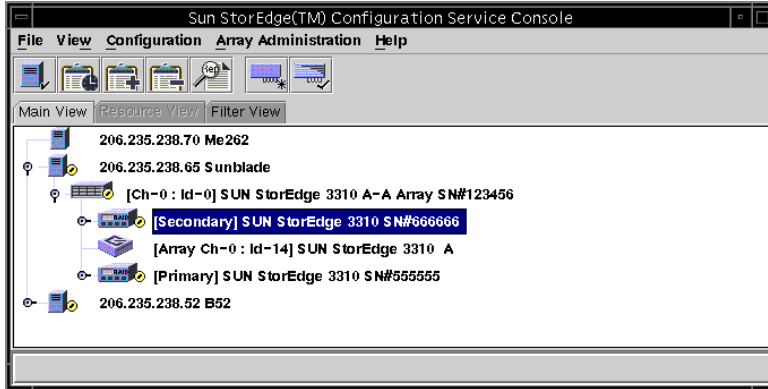 Sun StorEdge(TM) Configuration Service Console
File View Configuration Array Administration Help
Rep
Main View Resource View Filter View
206.235.238.70 Me262
206.235.238.65 Sunblade
[Ch-0 : Id-0] SUN StorEdge 3310 A-A Array SN#123456
RAID [Secondary] SUN StorEdge 3310 SN#666666
[Array Ch-0 : Id-14] SUN StorEdge 3310 A
RAID [Primary] SUN StorEdge 3310 SN#555555
206.235.238.52 B52